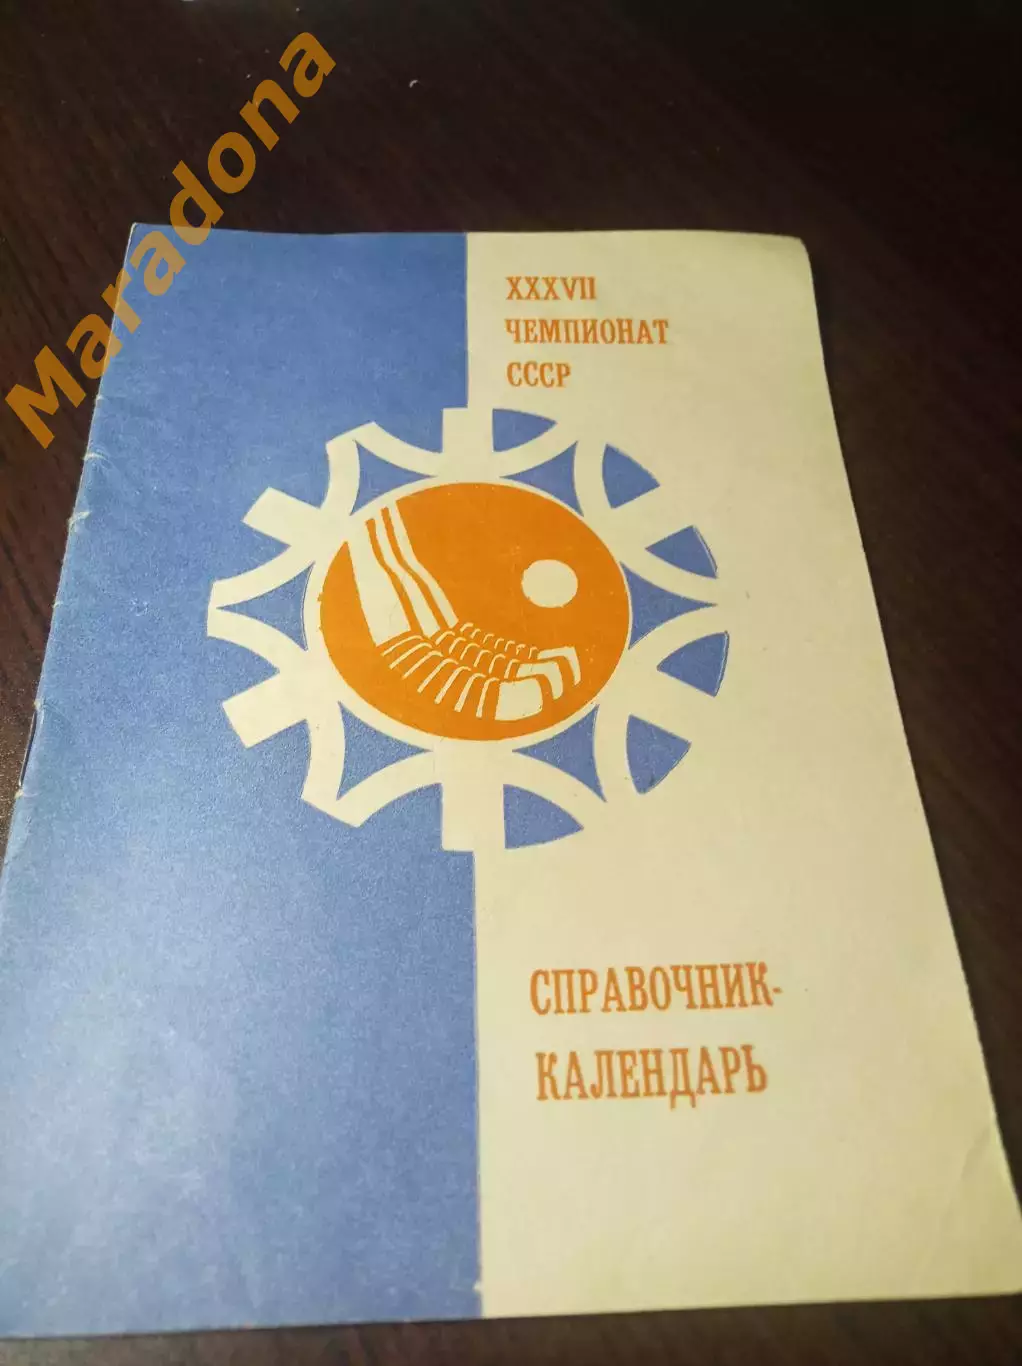 Maradona
XXXVII
ЧЕМПИОНАТ
СССР
СПРАВОЧНИК-
КАЛЕНДАРЬ